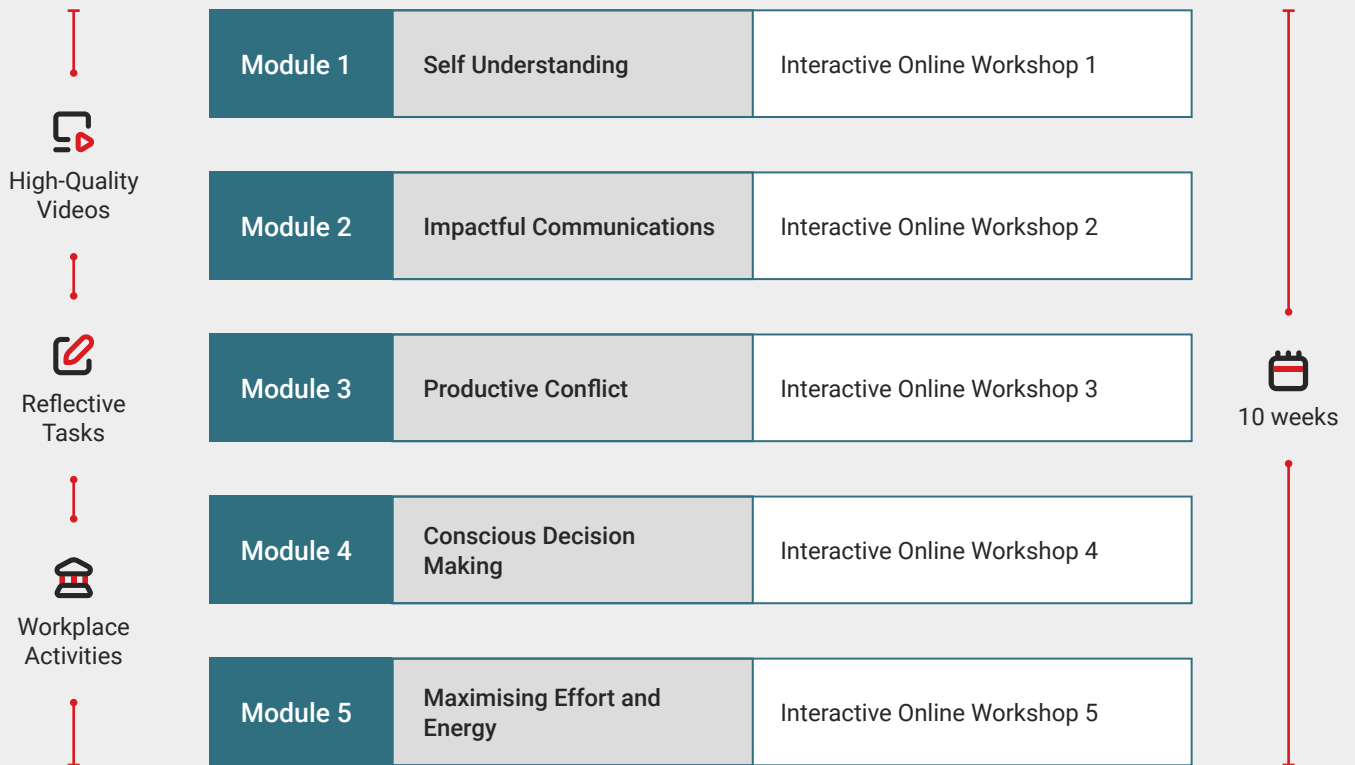 Module 1
Self Understanding
Interactive Online Workshop 1
High-Quality
Videos
Module 2
Impactful Communications
Interactive Online Workshop 2
Reflective
Tasks
Module 3
Productive Conflict
Interactive Online Workshop 3
10 weeks
Module 4
Conscious Decision
Making
Interactive Online Workshop 4
Workplace
Activities
Module 5
Maximising Effort and
Energy
Interactive Online Workshop 5